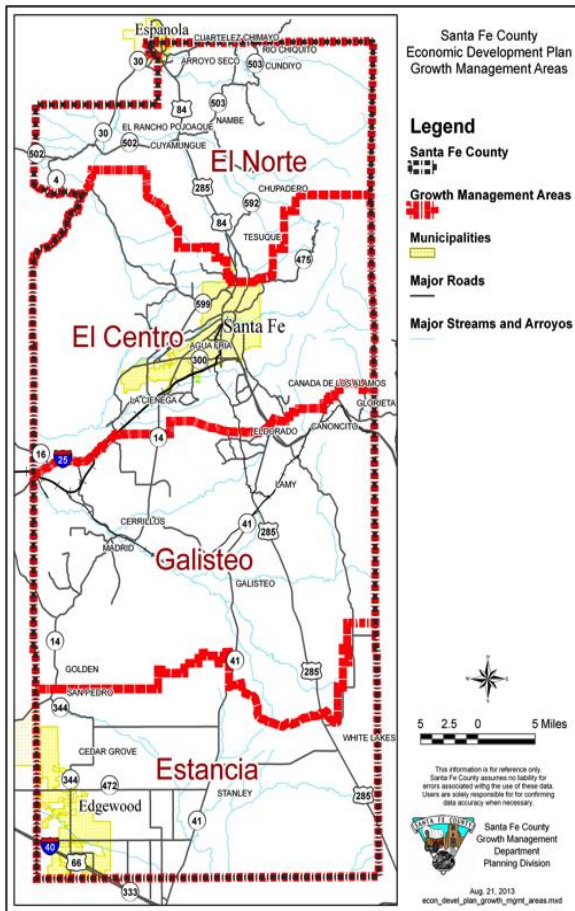 Santa Fe County
Economic Development Plan
Growth Management Areas
Legend
Santa Fe County
Growth Management Areas
Municipalities
Major Roads
Major Streams and Arroyos
Espanola
CUARTELEZ CHIMAYO
RIO CHIQUITO
30
ARROYO SECO
503
CUNDIYO
84
503
NAMBE
30
EL RANCHO POJOAQUE
502
502
CUYAMUNGUE
El Norte
4
285
CHUPADERO
592
84
TESUQUE
475
599
El Centro
Santa Fe
AGUA FRIA
300
CANADA DE LOS ALAMOS
LA CIENEGA
GLORIETA
CANONCITO
ELDORADO
14
16
25
LAMY
CERRILLOS
41
285
MADRID
Galisteo
GALISTEO
14
41
285
GOLDEN
SAN PEDRO
344
WHITE LAKES
CEDAR GROVE
Estancia
344
472
STANLEY
285
Edgewood
41
40
66
333
5 2.5 0 5 Miles
This information is for reference only.
Santa Fe County assumes no liability for
errors associated withg the use of these data.
Users are solely responsible for for confirming
data accuracy when necessary.
SANTA FE COUNTY
Santa Fe County
Growth Management
Department
Planning Division
Aug. 21, 2013
econ_devel_plan_growth_mgmt_areas.mxd